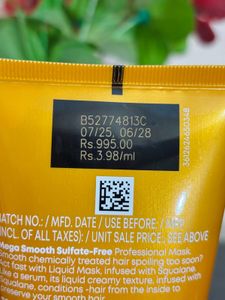 B52774813C
07/25, 06/28
Rs.995.00
Rs.3.98/ml
3612624650348
BATCH NO.: / MFD. DATE / USE BEFORE: / MRP
(INCL. OF ALL TAXES): / UNIT SALE PRICE.: SEE ABOVE
Mega Smooth Sulfate-Free Professional Mask.
Smooth chemically treated hair spoiling too soon?
Act fast with Liquid Mask, infused with Squalane.
Like a serum, its liquid creamy texture, infused with
Squalane, conditions -hair from the inside to
preserve your smooth hair